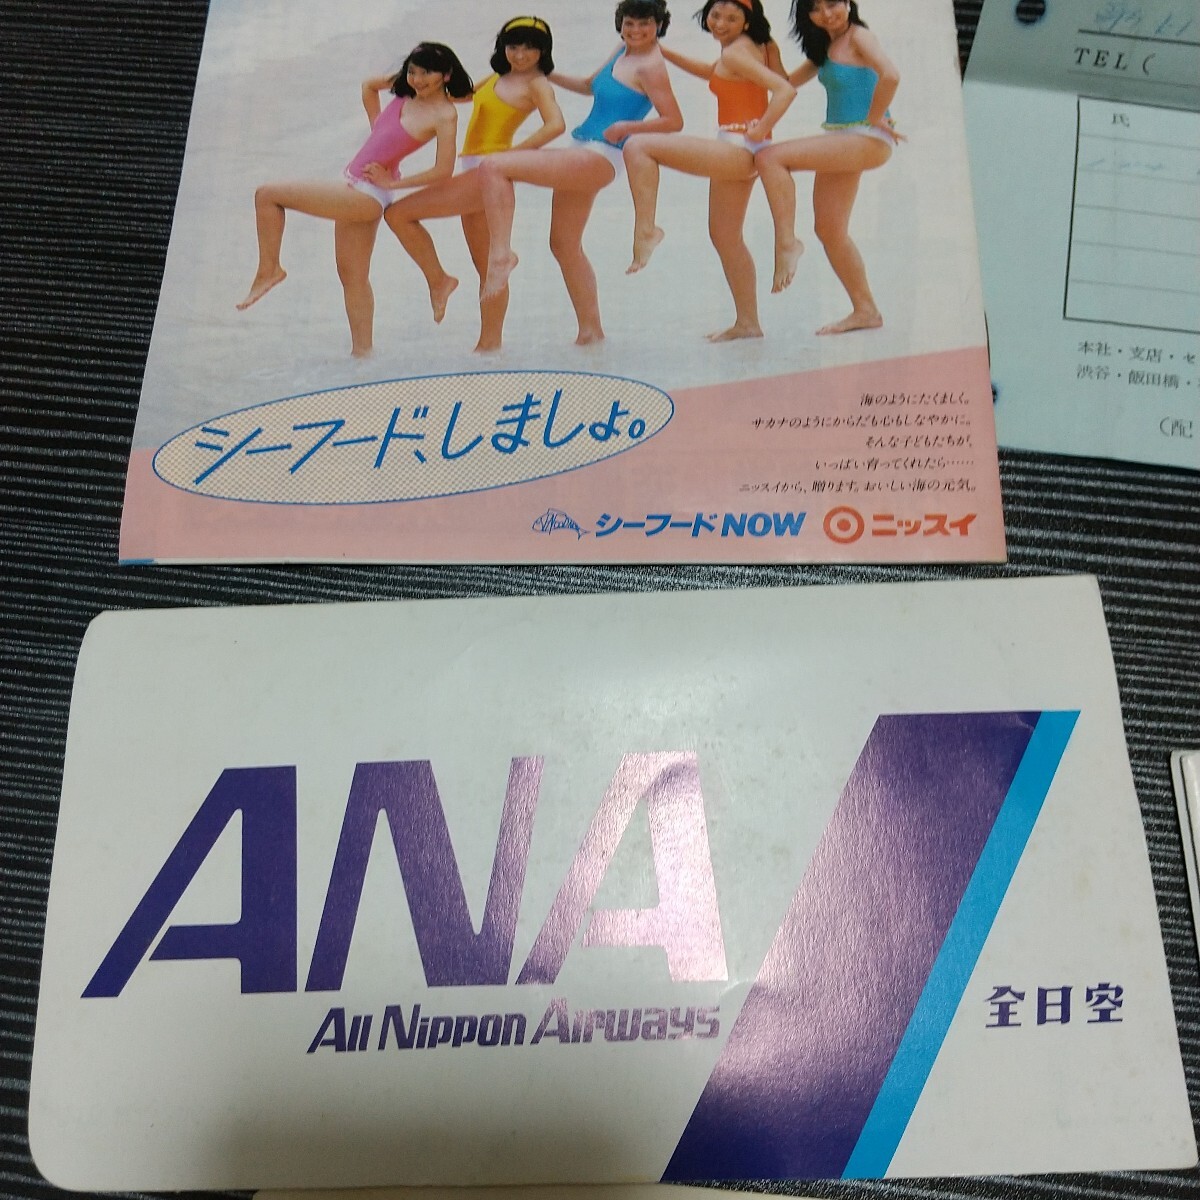 シーフード、しましょ。
海のようにたくましく。
サカナのようにからだも心もしなやかに。
そんな子どもたちが、
いっぱい育ってくれたら……
ニッスイから、贈ります。おいしい海の元気。
シーフードNOW ニッスイ
TEL(
氏
本社・支店・セ
渋谷・飯田橋・
(配
ANA
All Nippon Airways
全日空